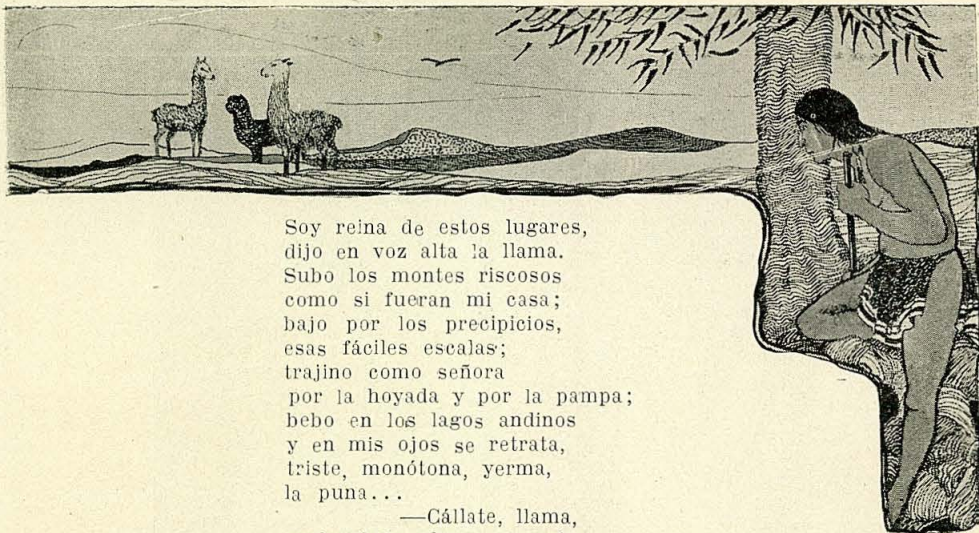 Soy reina de estos lugares,
dijo en voz alta la llama.
Subo los montes riscosos
como si fueran mi casa;
bajo por los precipicios,
esas fáciles escalas;
trajino como señora
por la hoyada y por la pampa;
bebo en los lagos andinos
y en mis ojos se retrata,
triste, monótona, yerma,
la puna...
—Cállate, llama,